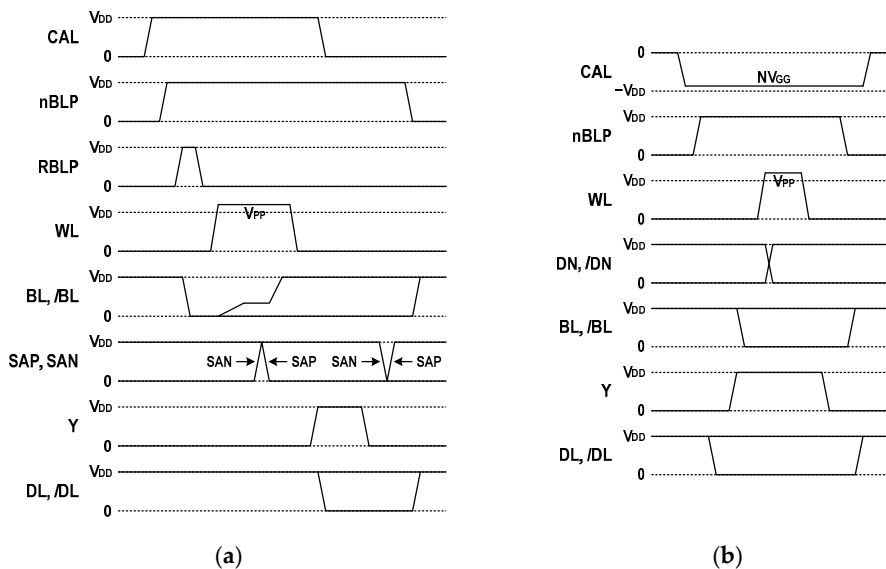 VDD
CAL
0
VDD
nBLP
0
VDD
RBLP
0
VDD
VPP
WL
0
VDD
BL, /BL
0
VDD
SAP, SAN
SAN
SAP
SAN
SAP
0
VDD
Y
0
VDD
DL, /DL
0
(a)
0
CAL
NVGG
−VDD
VDD
nBLP
0
VDD
VPP
WL
0
VDD
DN, /DN
0
VDD
BL, /BL
0
VDD
Y
0
VDD
DL, /DL
0
(b)